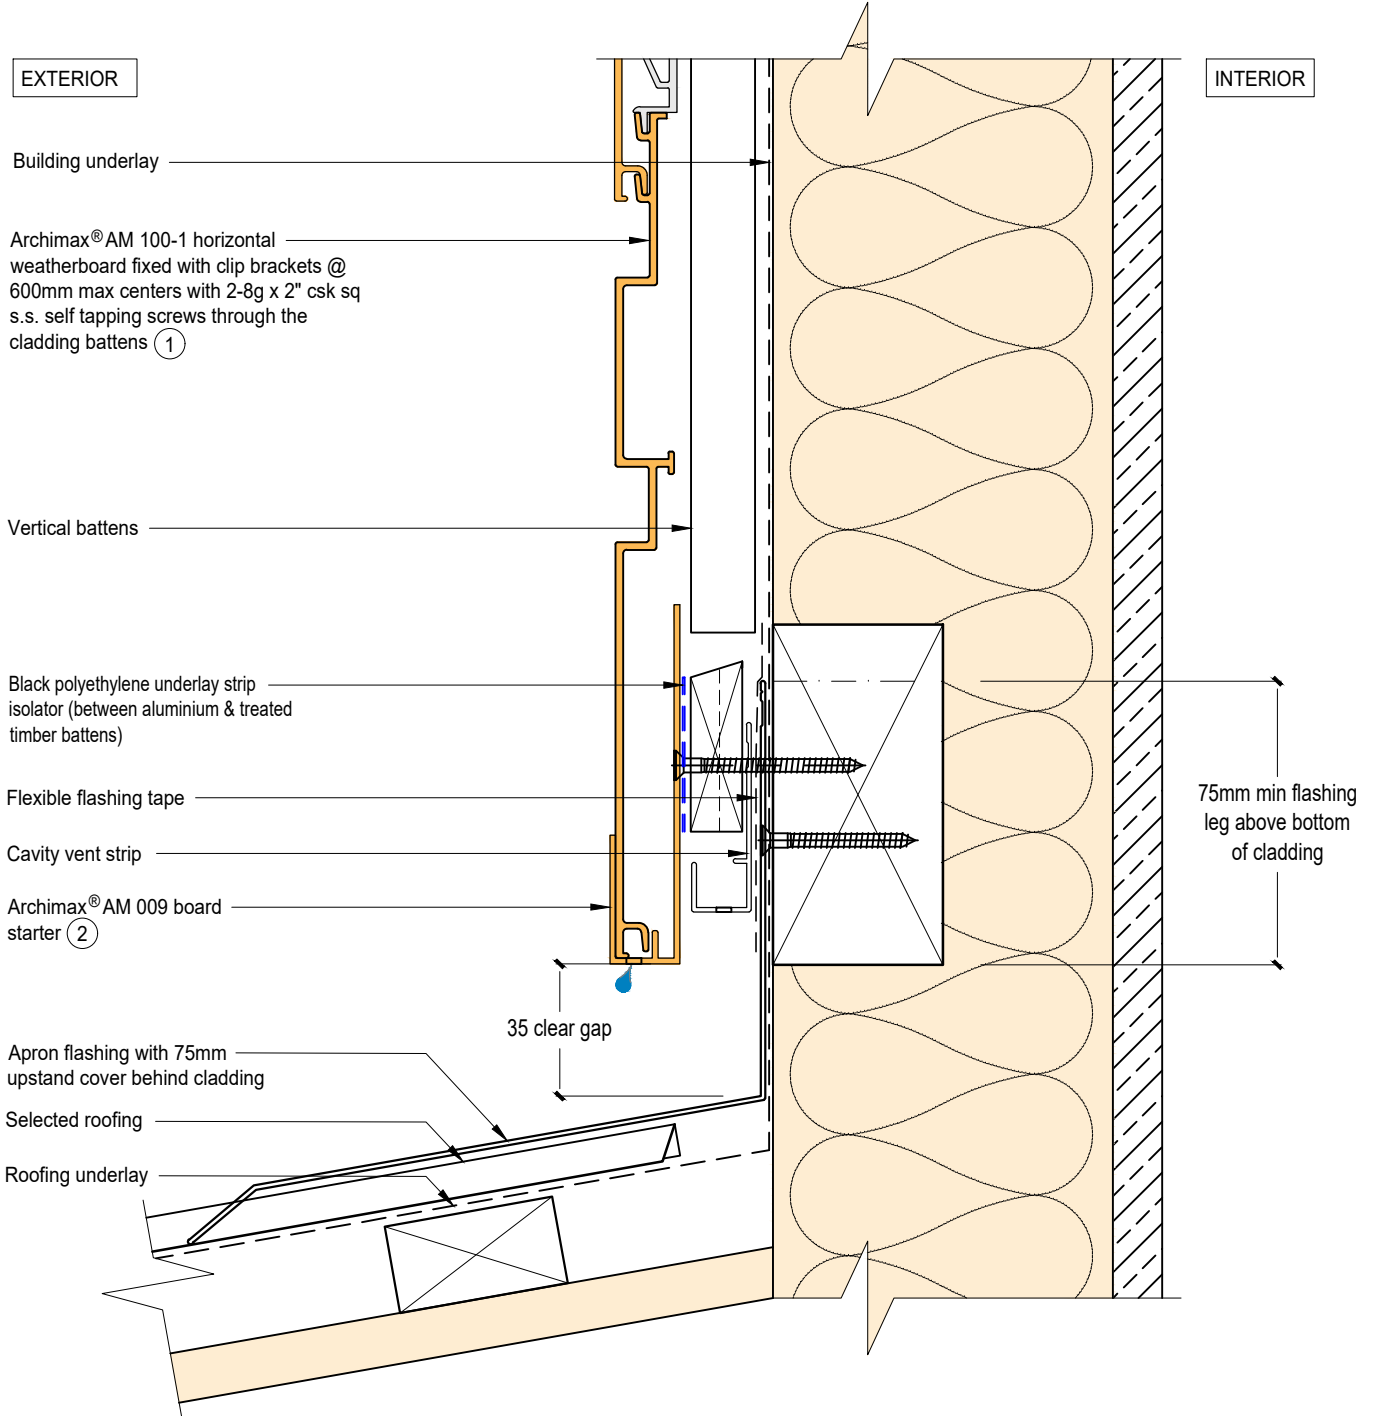 EXTERIOR
INTERIOR
Building underlay
Archimax® AM 100-1 horizontal
weatherboard fixed with clip brackets @
600mm max centers with 2-8g x 2" csk sq
s.s. self tapping screws through the
cladding battens 1
Vertical battens
Black polyethylene underlay strip
isolator (between aluminium & treated
timber battens)
Flexible flashing tape
Cavity vent strip
Archimax® AM 009 board
starter 2
75mm min flashing
leg above bottom
of cladding
35 clear gap
Apron flashing with 75mm
upstand cover behind cladding
Selected roofing
Roofing underlay